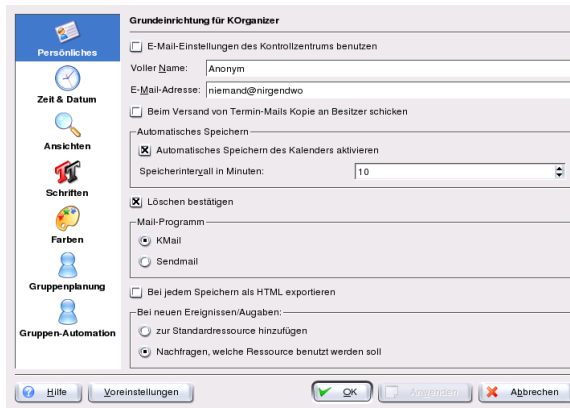 Grundeinrichtung für KOrganizer
Persönliches
Zeit & Datum
Ansichten
Schriften
Farben
Gruppenplanung
Gruppen-Automation
E-Mail-Einstellungen des Kontrollzentrums benutzen
Voller Name: Anonym
E-Mail-Adresse: niemand@nirgendwo
Beim Versand von Termin-Mails Kopie an Besitzer schicken
Automatisches Speichern
Automatisches Speichern des Kalenders aktivieren
Speicherintervall in Minuten: 10
Löschen bestätigen
Mail-Programm
KMail
Sendmail
Bei jedem Speichern als HTML exportieren
Bei neuen Ereignissen/Augaben:
zur Standardressource hinzufügen
Nachfragen, welche Ressource benutzt werden soll
Hilfe Voreinstellungen OK Anwenden Abbrechen